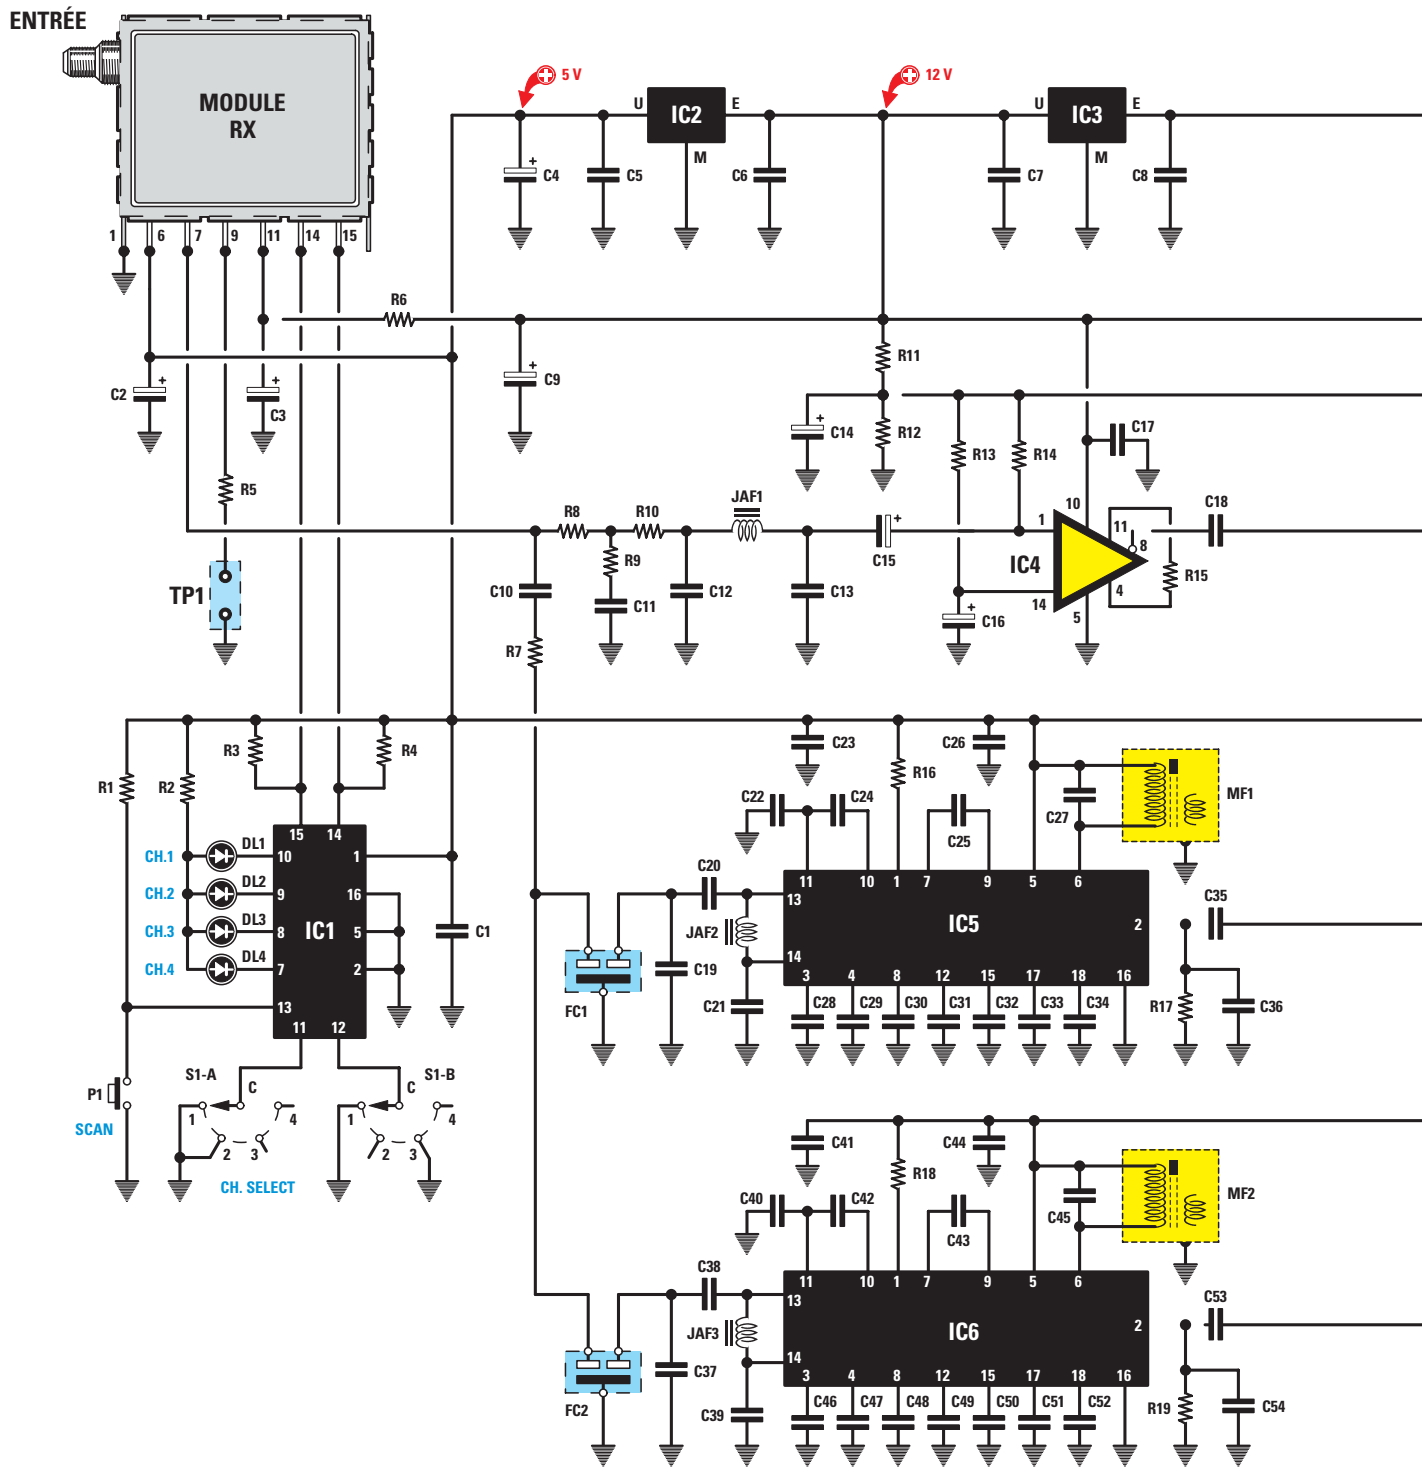 ENTRÉE
MODULE
RX
1 6 7 9 11 14 15
5 V
12 V
U IC2 E
M
U IC3 E
M
C4 C5 C6 C7 C8
R6
C2 C3 C9
R11
C14 R12 R13 R14 C17
R5
TP1
R8 R10 JAF1 C15
R9
C10 C11 C12 C13 C16
R7
10
1 11 C18
IC4 8
R15
14 4
5
R1 R2 R3 R4
15 14
CH.1 DL1 10 1
CH.2 DL2 9 16
CH.3 DL3 8 IC1 5 C1
CH.4 DL4 7 2
13
11 12
P1
SCAN
S1-A C
1 2 3 4
S1-B C
1 2 3 4
CH. SELECT
C23 R16 C26
C22 C24 C25 C27 MF1
C20
JAF2
C19 C21
FC1
11 10 1 7 9 5 6
13
IC5 2
14
3 4 8 12 15 17 18 16
C28 C29 C30 C31 C32 C33 C34
C35
R17 C36
C41 R18 C44
C40 C42 C43 C45 MF2
C38
JAF3
C37 C39
FC2
11 10 1 7 9 5 6
13
IC6 2
14
3 4 8 12 15 17 18 16
C46 C47 C48 C49 C50 C51 C52
C53
R19 C54